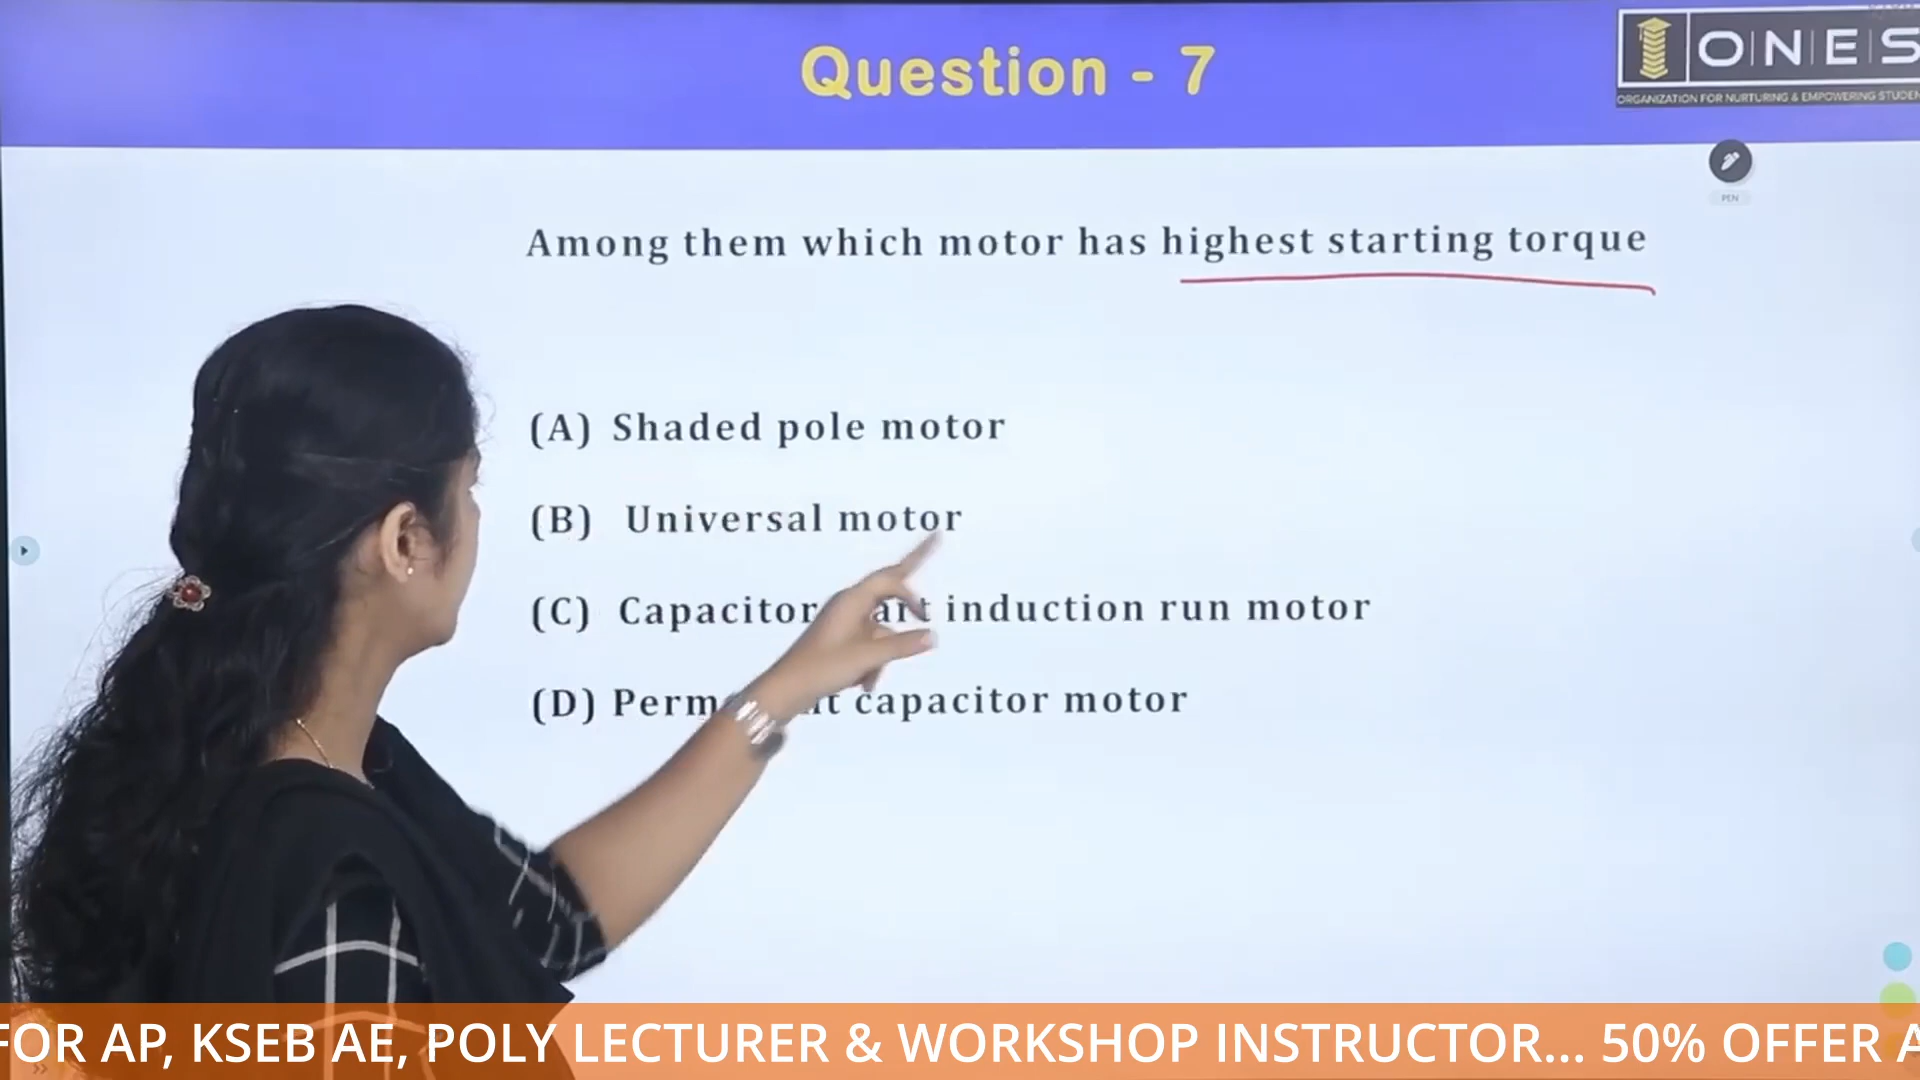 Question - 7
ONES
ORGANIZATION FOR NURTURING & EMPOWERING STUDEN
PEN
Among them which motor has highest starting torque
(A) Shaded pole motor
(B) Universal motor
(C) Capacitor induction run motor
(D) capacitor motor
FOR AP, KSEB AE, POLY LECTURER & WORKSHOP INSTRUCTOR... 50% OFFER A